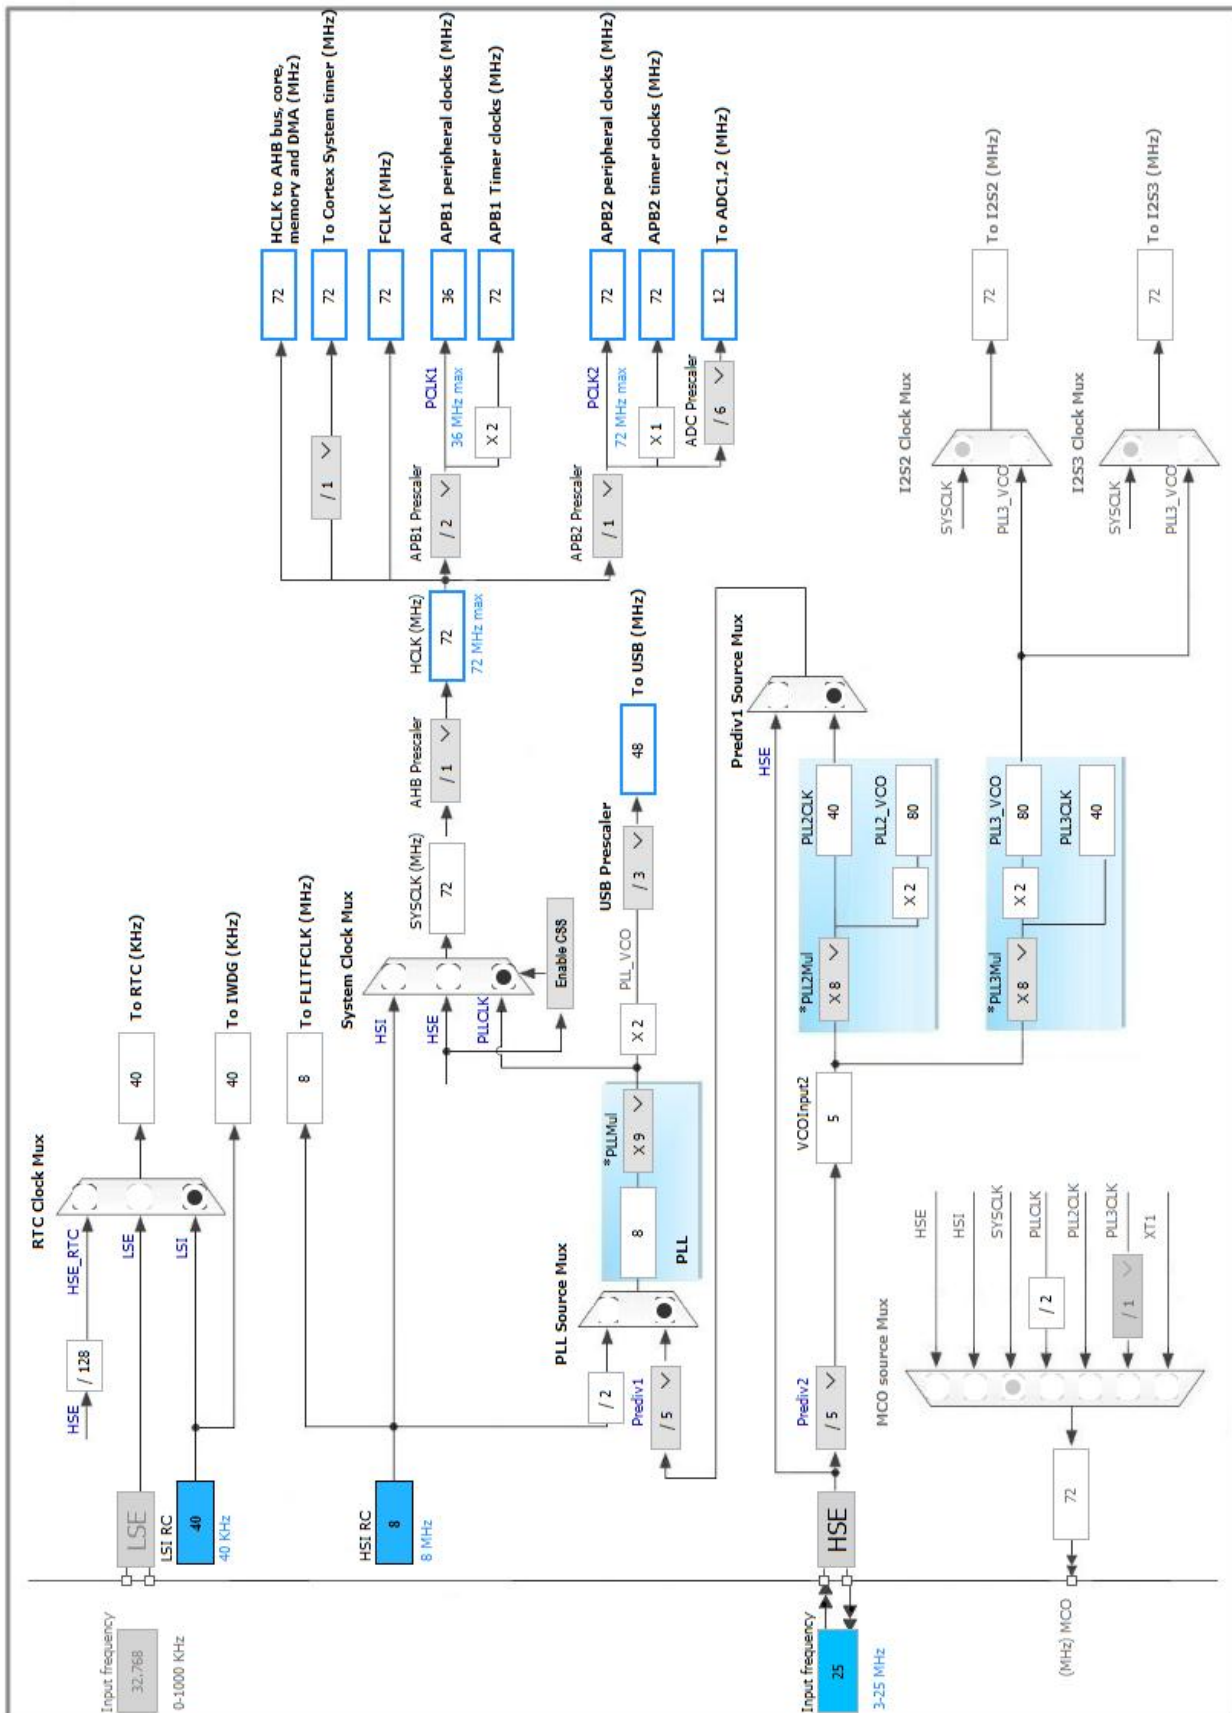 Input frequency
32.768
0-1000 KHz
LSE
LSI RC
40
40 KHz
HSE
/ 128
HSE_RTC
LSE
LSI
RTC Clock Mux
40
To RTC (KHz)
40
To IWDG (KHz)
HSI RC
8
8 MHz
8
To FLITFCLK (MHz)
System Clock Mux
HSI
HSE
PLLCLK
Enable CSS
SYSCLK (MHz)
72
AHB Prescaler
/ 1
HCLK (MHz)
72
72 MHz max
72
HCLK to AHB bus, core,
memory and DMA (MHz)
/ 1
72
To Cortex System timer (MHz)
72
FCLK (MHz)
APB1 Prescaler
/ 2
PCLK1
36 MHz max
36
APB1 peripheral clocks (MHz)
X 2
72
APB1 Timer clocks (MHz)
APB2 Prescaler
/ 1
PCLK2
72 MHz max
72
APB2 peripheral clocks (MHz)
X 1
72
APB2 timer clocks (MHz)
ADC Prescaler
/ 6
12
To ADC1,2 (MHz)
PLL Source Mux
/ 2
Prediv1
/ 5
8
*PLLMul
X 9
PLL
X 2
PLL_VCO
USB Prescaler
/ 3
48
To USB (MHz)
Input frequency
25
3-25 MHz
HSE
Prediv2
/ 5
VCOInput2
5
Prediv1 Source Mux
HSE
*PLL2Mul
X 8
PLL2CLK
40
X 2
PLL2_VCO
80
*PLL3Mul
X 8
X 2
PLL3_VCO
80
PLL3CLK
40
I2S2 Clock Mux
SYSCLK
PLL3_VCO
72
To I2S2 (MHz)
I2S3 Clock Mux
SYSCLK
PLL3_VCO
72
To I2S3 (MHz)
(MHz) MCO
72
MCO source Mux
HSE
HSI
SYSCLK
/ 2
PLLCLK
PLL2CLK
/ 1
PLL3CLK
XT1